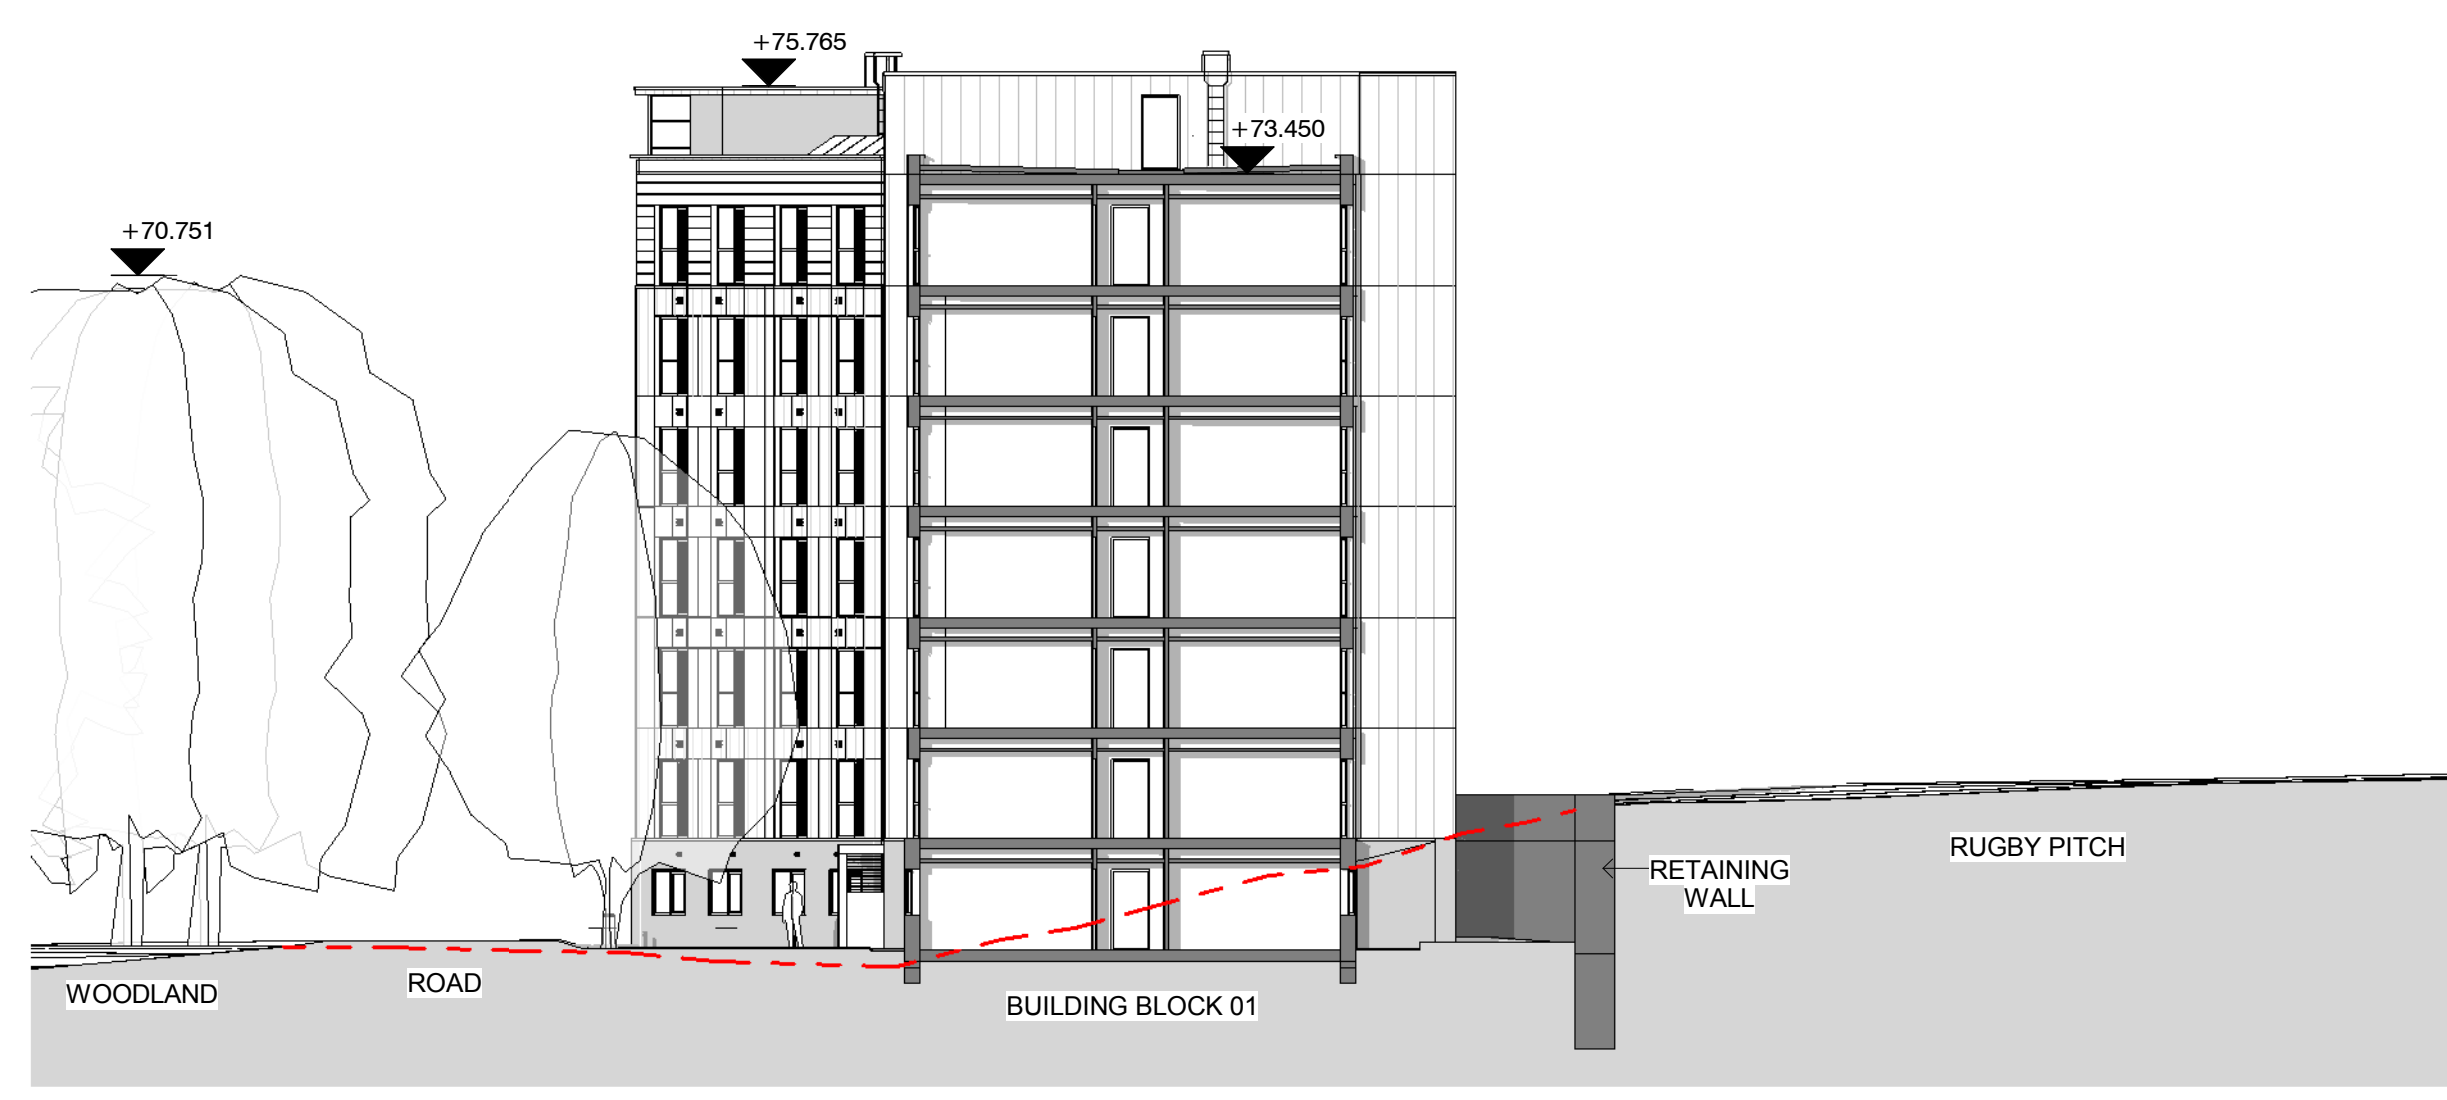 +75.765
+73.450
+70.751
RUGBY PITCH
RETAINING
WALL
ROAD
WOODLAND
BUILDING BLOCK 01